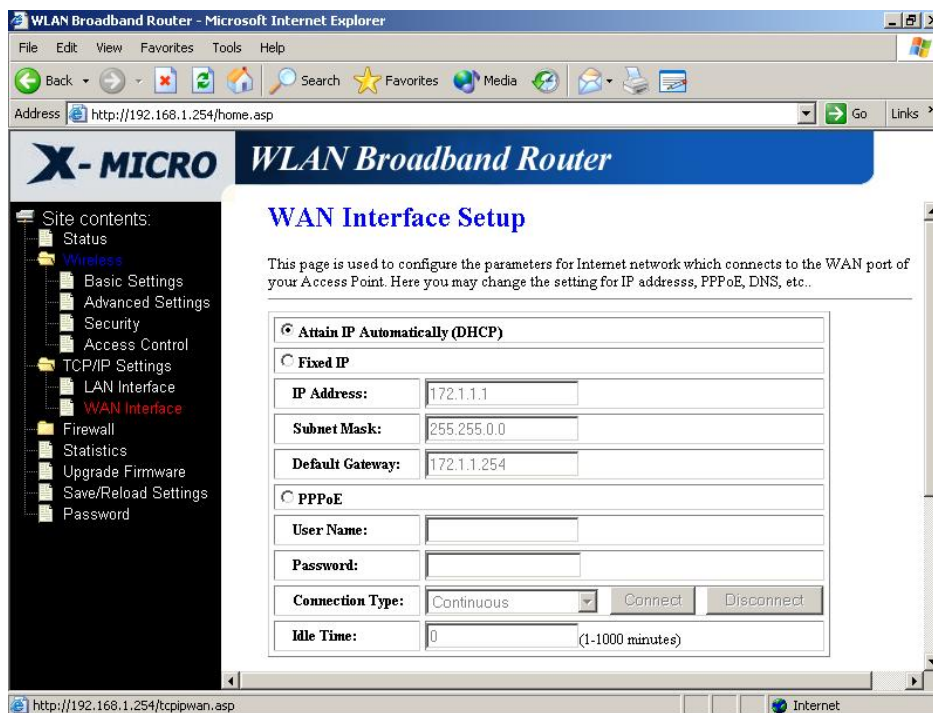 WLAN Broadband Router - Microsoft Internet Explorer
File Edit View Favorites Tools Help
Back Search Favorites Media
Address http://192.168.1.254/home.asp Go Links
X-MICRO WLAN Broadband Router
Site contents:
Status
Wireless
Basic Settings
Advanced Settings
Security
Access Control
TCP/IP Settings
LAN Interface
WAN Interface
Firewall
Statistics
Upgrade Firmware
Save/Reload Settings
Password
WAN Interface Setup
This page is used to configure the parameters for Internet network which connects to the WAN port of
your Access Point. Here you may change the setting for IP addresss, PPPoE, DNS, etc..
Attain IP Automatically (DHCP)
Fixed IP
IP Address: 172.1.1.1
Subnet Mask: 255.255.0.0
Default Gateway: 172.1.1.254
PPPoE
User Name:
Password:
Connection Type: Continuous Connect Disconnect
Idle Time: 0 (1-1000 minutes)
http://192.168.1.254/tcpipwan.asp Internet